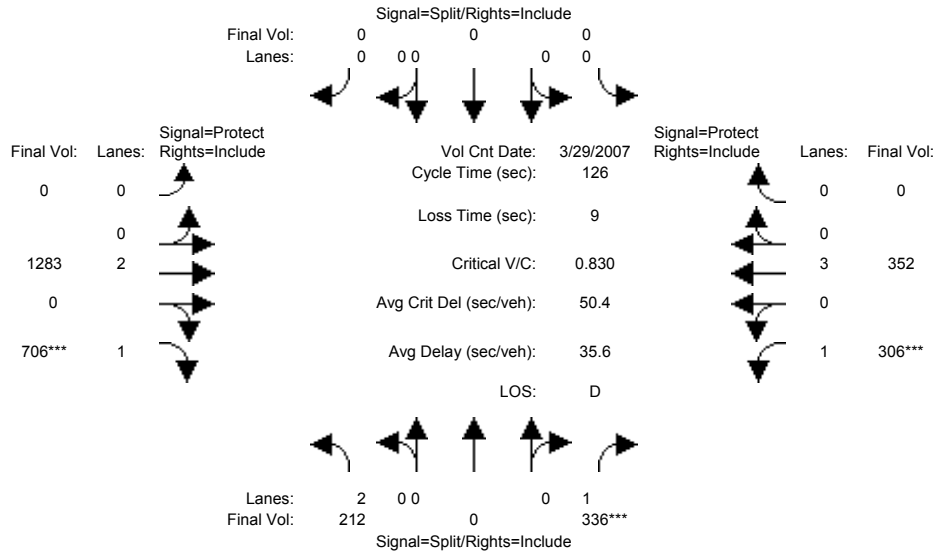 Signal=Split/Rights=Include
Final Vol: 0 0 0
Lanes: 0 0 0 0 0
Signal=Protect Signal=Protect
Final Vol: Lanes: Rights=Include Vol Cnt Date: 3/29/2007 Rights=Include Lanes: Final Vol:
Cycle Time (sec): 126
0 0 0 0
Loss Time (sec): 9
0 0
1283 2 Critical V/C: 0.830 3 352
0 Avg Crit Del (sec/veh): 50.4 0
706*** 1 Avg Delay (sec/veh): 35.6 1 306***
LOS: D
Lanes: 2 0 0 0 1
Final Vol: 212 0 336***
Signal=Split/Rights=Include